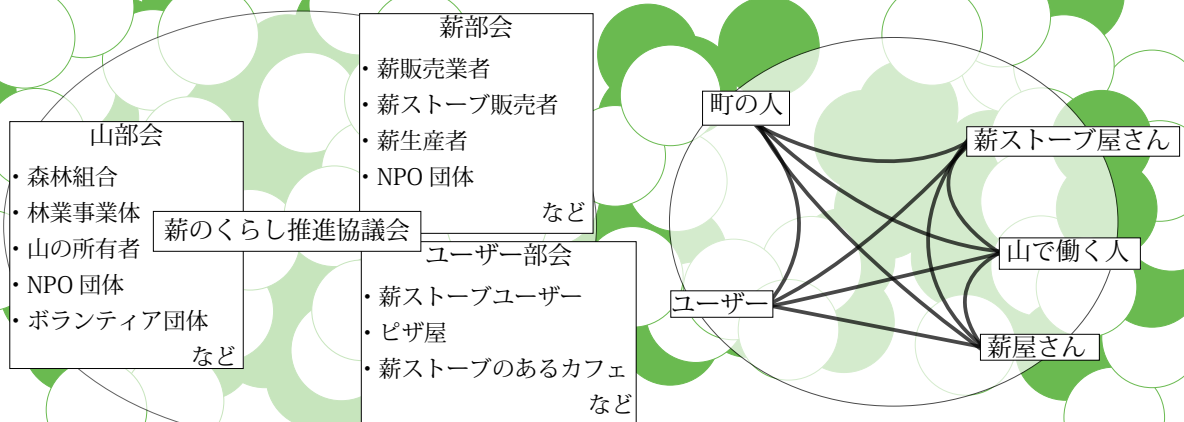 山部会
・森林組合
・林業事業体
・山の所有者
・NPO 団体
・ボランティア団体
など
薪のくらし推進協議会
薪部会
・薪販売業者
・薪ストーブ販売者
・薪生産者
・NPO 団体
など
ユーザー部会
・薪ストーブユーザー
・ピザ屋
・薪ストーブのあるカフェ
など
町の人
薪ストーブ屋さん
山で働く人
ユーザー
薪屋さん